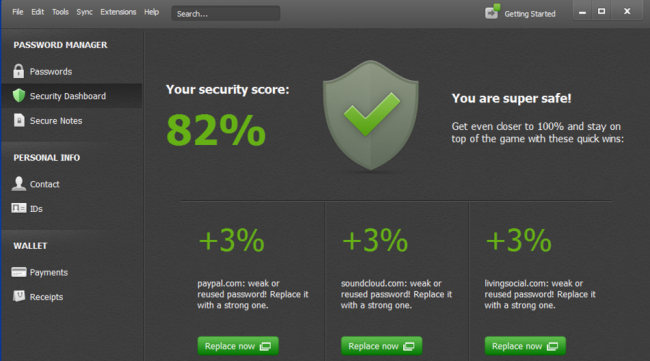 File Edit Tools Sync Extensions Help Search... Getting Started
PASSWORD MANAGER
Passwords
Security Dashboard
Secure Notes
PERSONAL INFO
Contact
IDs
WALLET
Payments
Receipts
Your security score:
82%
You are super safe!
Get even closer to 100% and stay on
top of the game with these quick wins:
+3%
paypal.com: weak or
reused password! Replace it
with a strong one.
Replace now
+3%
soundcloud.com: weak or
reused password! Replace it
with a strong one.
Replace now
+3%
livingsocial.com: weak or
reused password! Replace it
with a strong one.
Replace now